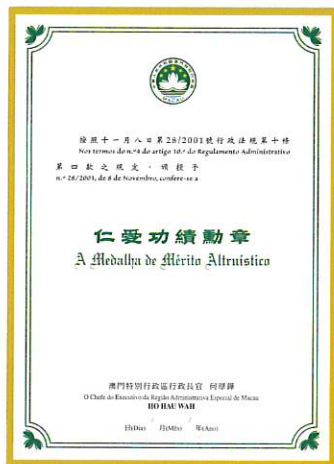 MACAU
按照十一月八日第28/2001號行政法規第十條
Nos termos do n.º4 do artigo 10.º do Regulamento Administrativo
第四款之規定，頒授予
n.º 28/2001, de 8 de Novembro, confere-se a
仁愛功績勳章
A Medalha de Mérito Altruístico
澳門特別行政區行政長官 何厚鏵
O Chefe do Executivo da Região Administrativa Especial de Macau
HO HAU WAH
/ /
日(Dia) 月(Mês) 年(Ano)